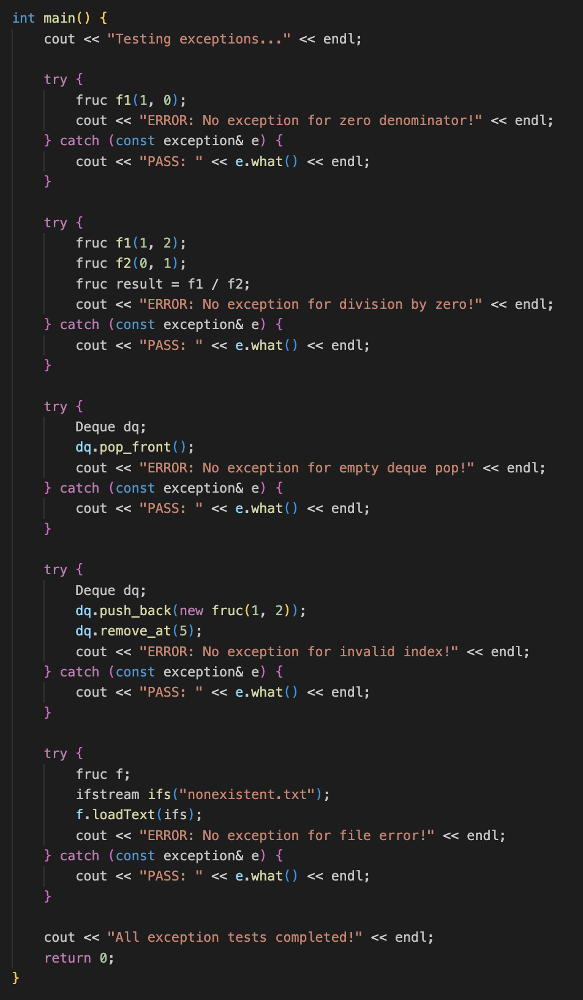 int main() {
    cout << "Testing exceptions..." << endl;

    try {
        fruc f1(1, 0);
        cout << "ERROR: No exception for zero denominator!" << endl;
    } catch (const exception& e) {
        cout << "PASS: " << e.what() << endl;
    }

    try {
        fruc f1(1, 2);
        fruc f2(0, 1);
        fruc result = f1 / f2;
        cout << "ERROR: No exception for division by zero!" << endl;
    } catch (const exception& e) {
        cout << "PASS: " << e.what() << endl;
    }

    try {
        Deque dq;
        dq.pop_front();
        cout << "ERROR: No exception for empty deque pop!" << endl;
    } catch (const exception& e) {
        cout << "PASS: " << e.what() << endl;
    }

    try {
        Deque dq;
        dq.push_back(new fruc(1, 2));
        dq.remove_at(5);
        cout << "ERROR: No exception for invalid index!" << endl;
    } catch (const exception& e) {
        cout << "PASS: " << e.what() << endl;
    }

    try {
        fruc f;
        ifstream ifs("nonexistent.txt");
        f.loadText(ifs);
        cout << "ERROR: No exception for file error!" << endl;
    } catch (const exception& e) {
        cout << "PASS: " << e.what() << endl;
    }

    cout << "All exception tests completed!" << endl;
    return 0;
}